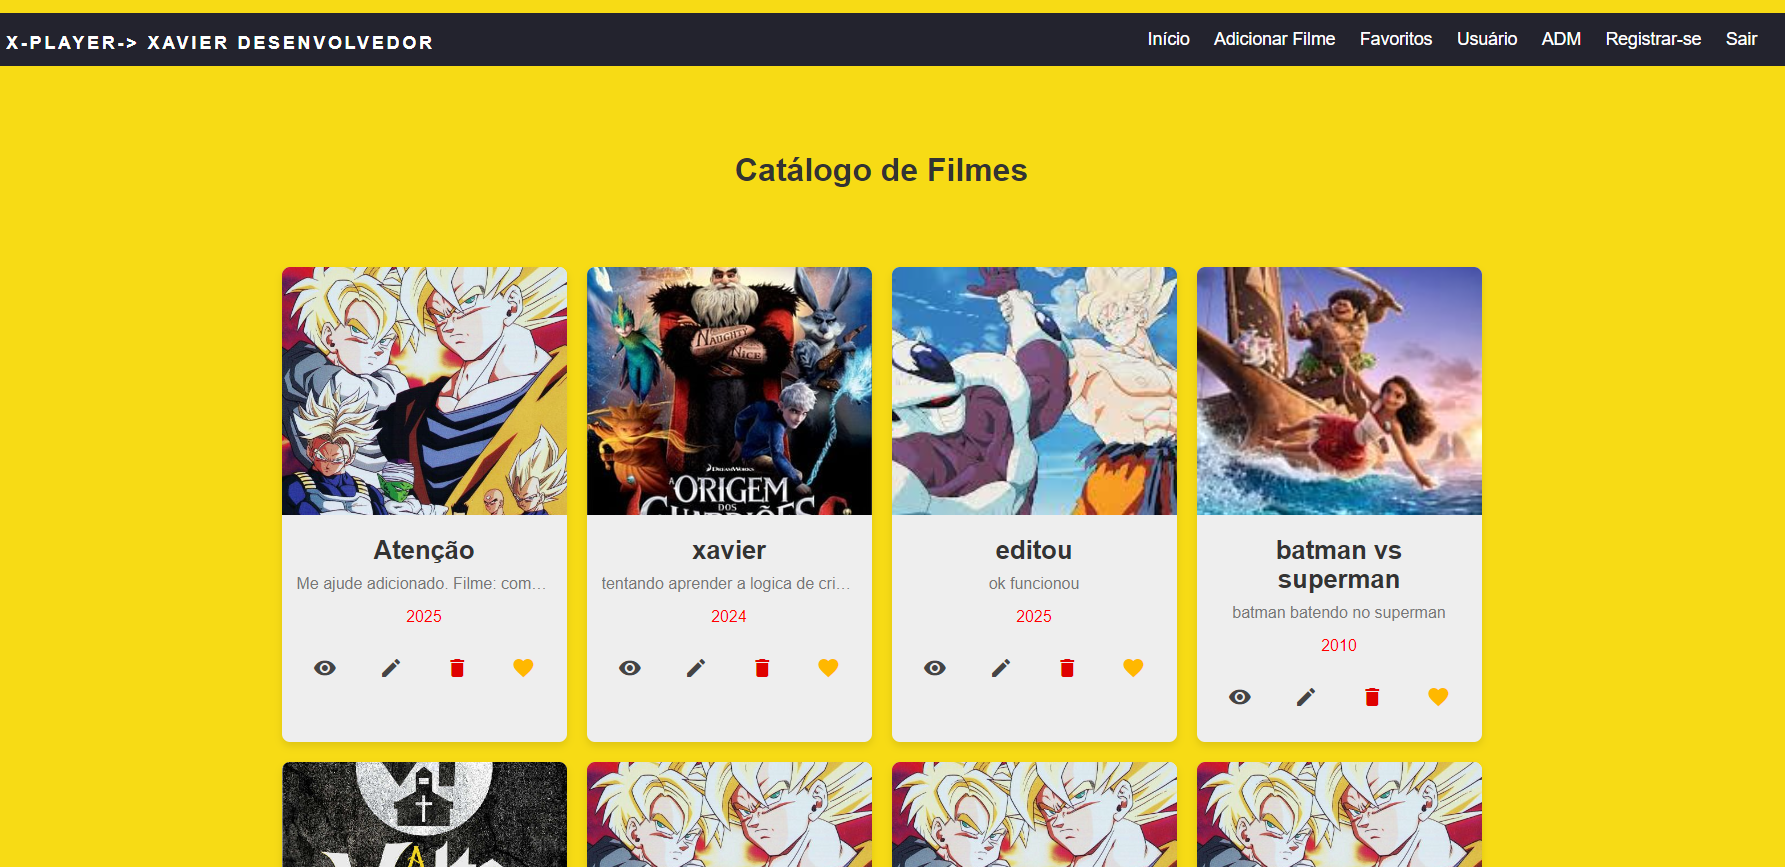 X-PLAYER-> XAVIER DESENVOLVEDOR
Início Adicionar Filme Favoritos Usuário ADM Registrar-se Sair
Catálogo de Filmes
NAUGHTY
NICE
DREAMWORKS
A ORIGEM
DOS
GUARDIÕES
Atenção
Me ajude adicionado. Filme: com...
2025
xavier
tentando aprender a logica de cri...
2024
editou
ok funcionou
2025
batman vs
superman
batman batendo no superman
2010